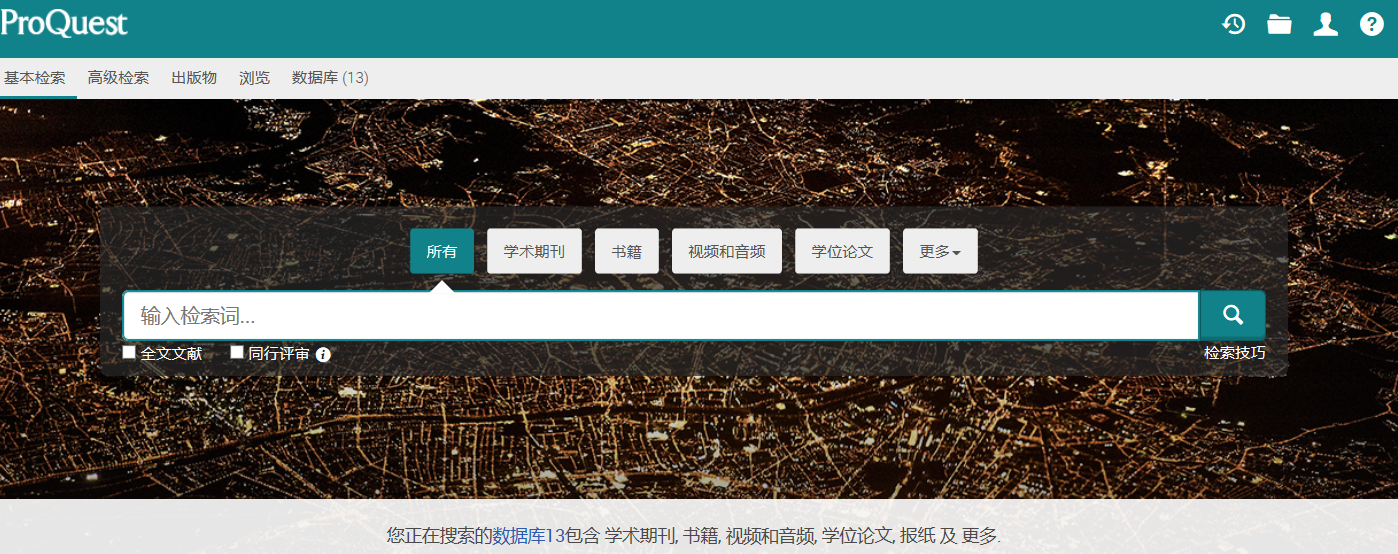 ProQuest
基本检索 高级检索 出版物 浏览 数据库 (13)
所有 学术期刊 书籍 视频和音频 学位论文 更多
输入检索词...
全文文献 同行评审 检索技巧
您正在搜索的数据库13包含 学术期刊, 书籍, 视频和音频, 学位论文, 报纸 及 更多.